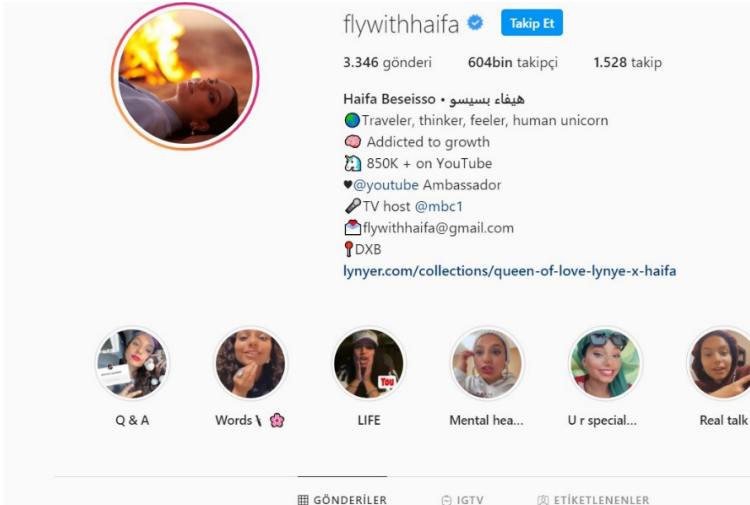 flywithhaifa Takip Et
3.346 gönderi 604bin takipçi 1.528 takip
Haifa Beseisso • هيفاء بسيسو
Traveler, thinker, feeler, human unicorn
Addicted to growth
850K + on YouTube
@youtube Ambassador
TV host @mbc1
flywithhaifa@gmail.com
DXB
lynyer.com/collections/queen-of-love-lynye-x-haifa
You
Q & A Words LIFE Mental hea... U r special... Real talk
GÖNDERİLER IGTV ETİKETLENENLER